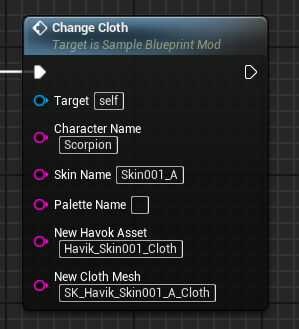 Change Cloth
Target is Sample Blueprint Mod
Target self
Character Name
Scorpion
Skin Name Skin001_A
Palette Name
New Havok Asset
Havik_Skin001_Cloth
New Cloth Mesh
SK_Havik_Skin001_A_Cloth